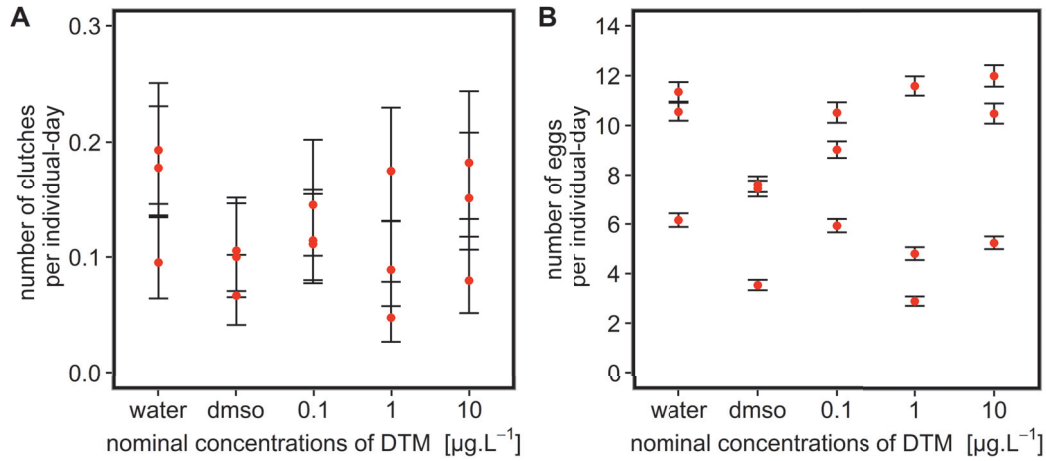 A
0.3
0.2
0.1
0.0
number of clutches
per individual-day
water dmso 0.1 1 10
nominal concentrations of DTM [µg.L⁻¹]
B
14
12
10
8
6
4
2
0
number of eggs
per individual-day
water dmso 0.1 1 10
nominal concentrations of DTM [µg.L⁻¹]